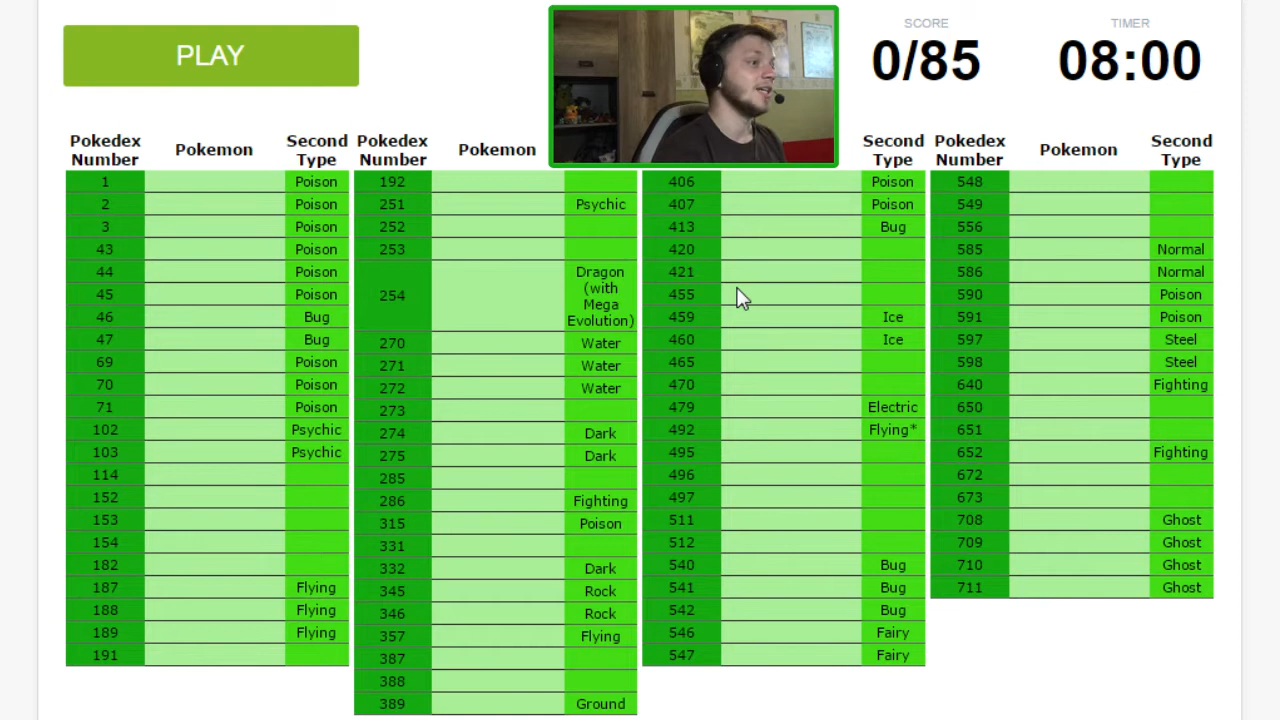 PLAY
SCORE
0/85
TIMER
08:00
Pokedex Number Pokemon Second Type
1 Poison
2 Poison
3 Poison
43 Poison
44 Poison
45 Poison
46 Bug
47 Bug
69 Poison
70 Poison
71 Poison
102 Psychic
103 Psychic
114
152
153
154
182
187 Flying
188 Flying
189 Flying
191
Pokedex Number Pokemon
192
251 Psychic
252
253
254 Dragon (with Mega Evolution)
270 Water
271 Water
272 Water
273
274 Dark
275 Dark
285
286 Fighting
315 Poison
331
332 Dark
345 Rock
346 Rock
357 Flying
387
388
389 Ground
Second Type
406 Poison
407 Poison
413 Bug
420
421
455
459 Ice
460 Ice
465
470
479 Electric
492 Flying*
495
496
497
511
512
540 Bug
541 Bug
542 Bug
546 Fairy
547 Fairy
Pokedex Number Pokemon Second Type
548
549
556
585 Normal
586 Normal
590 Poison
591 Poison
597 Steel
598 Steel
640 Fighting
650
651
652 Fighting
672
673
708 Ghost
709 Ghost
710 Ghost
711 Ghost